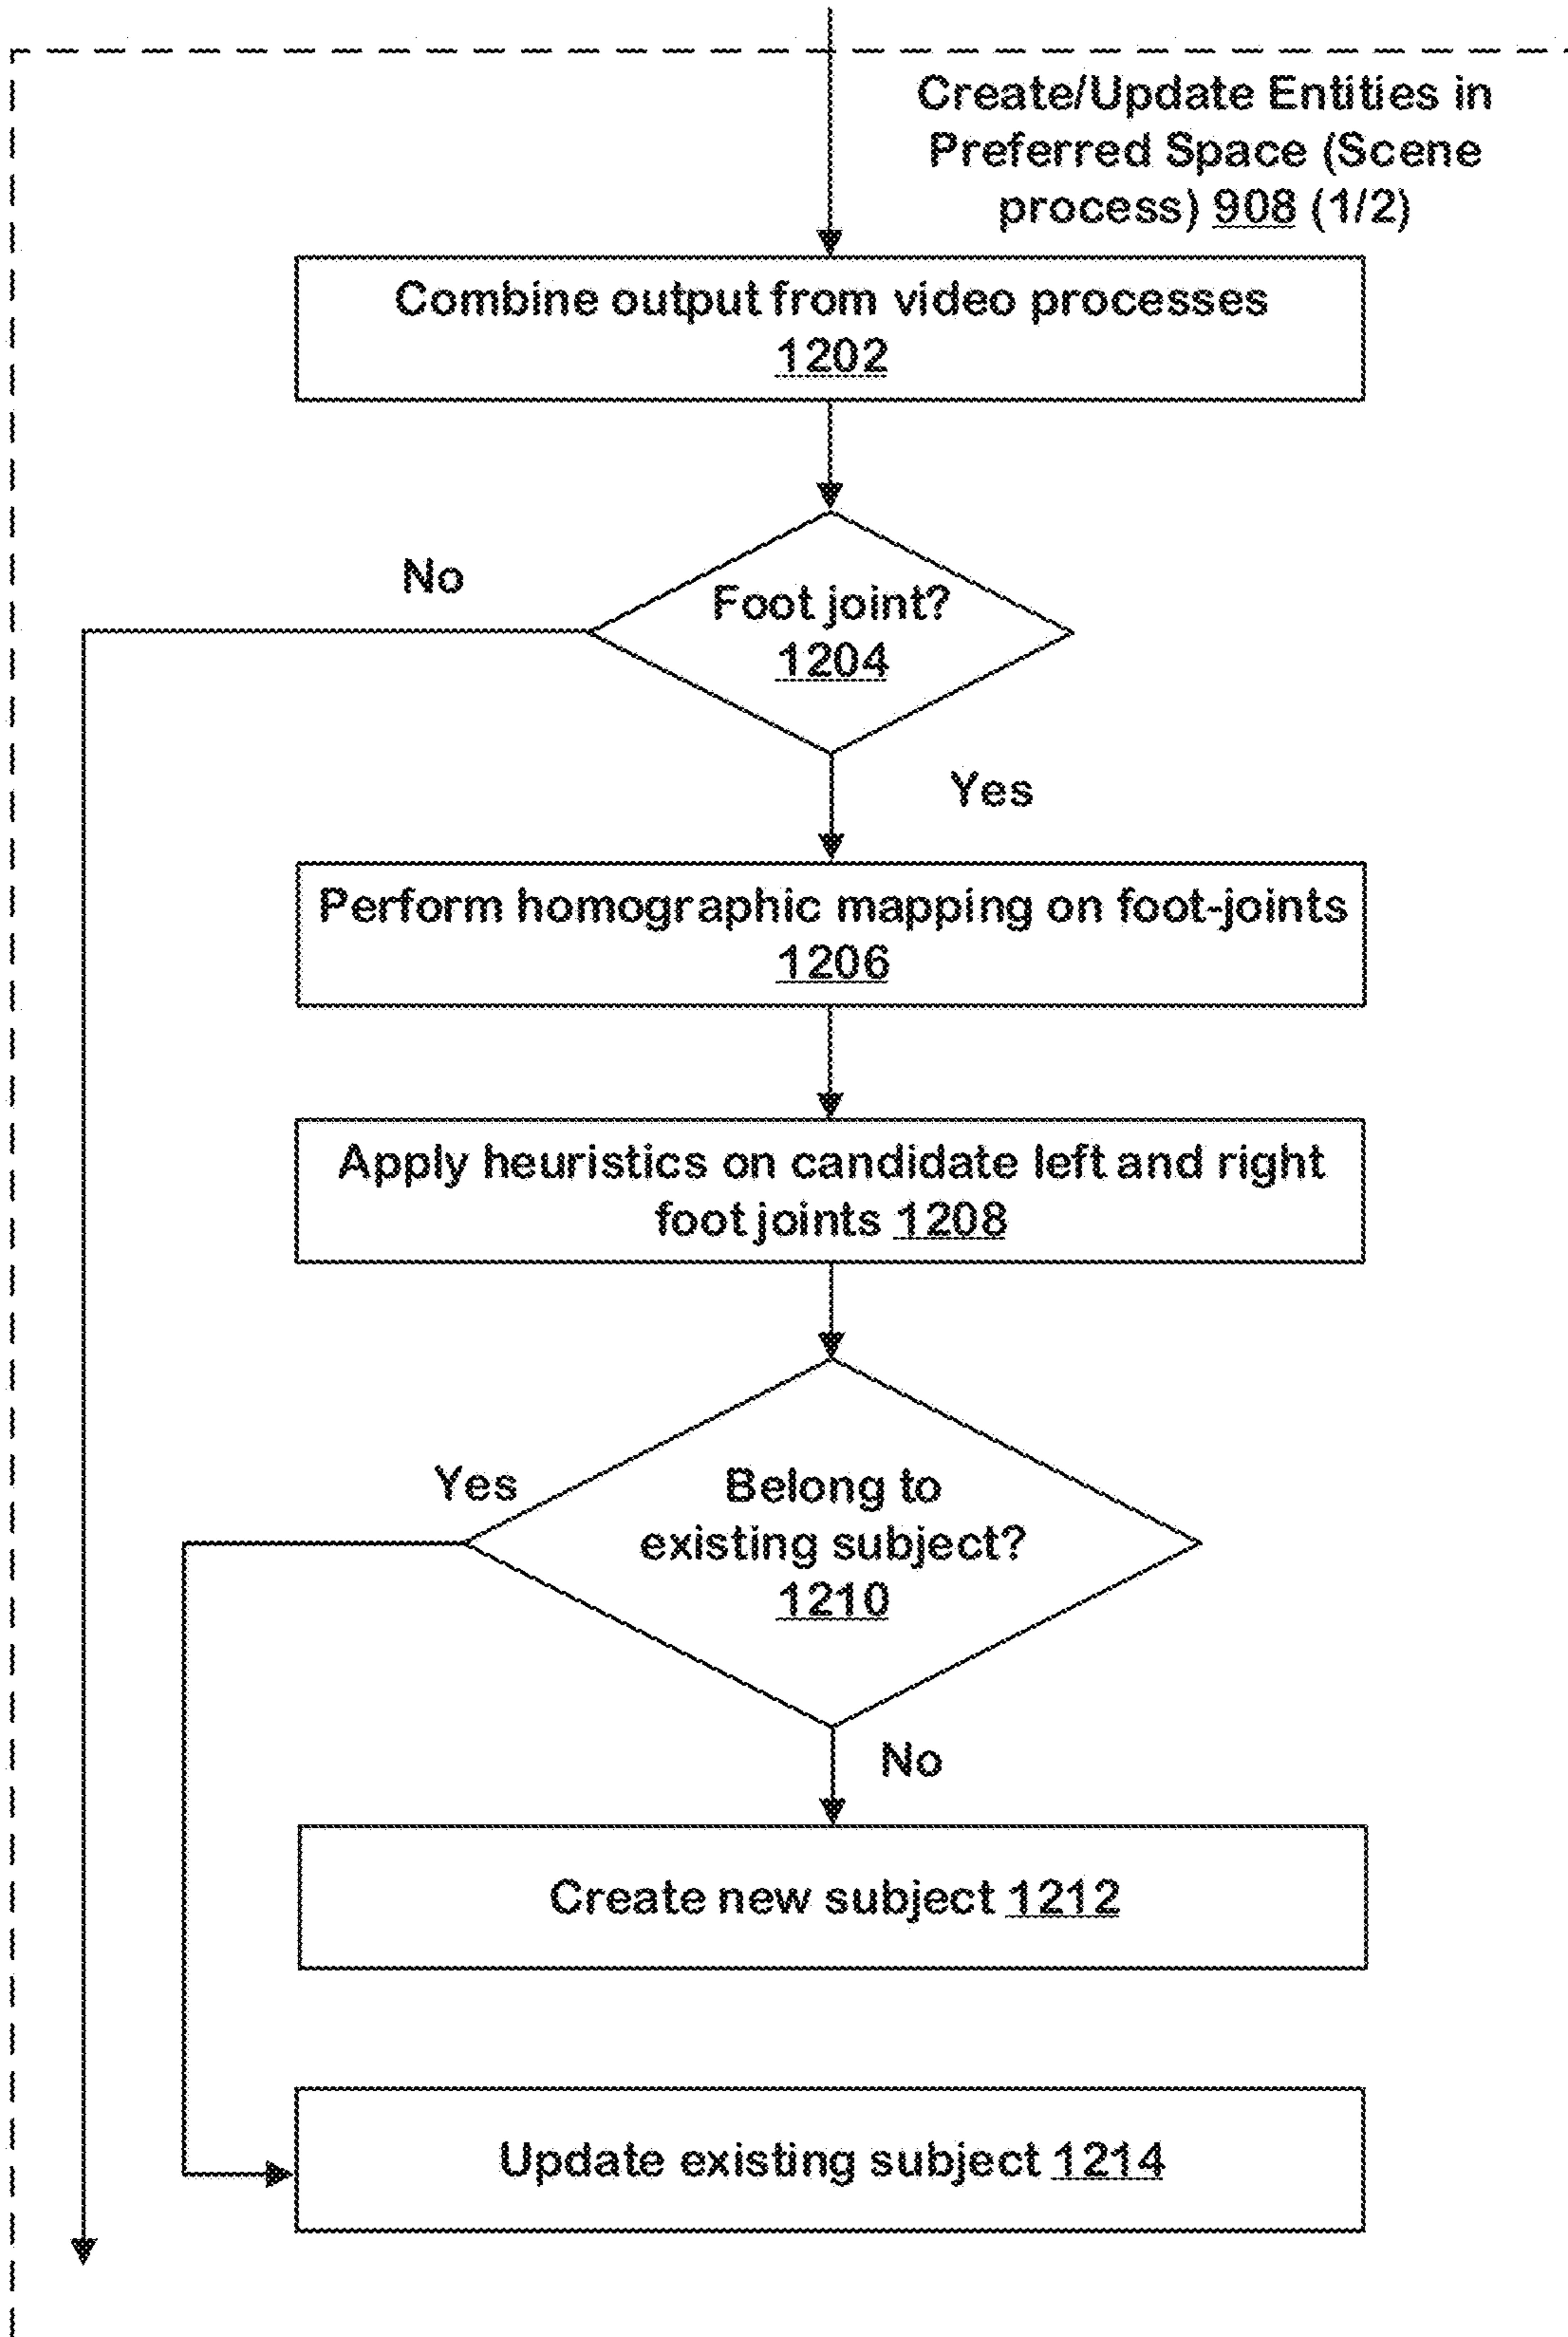 Create/Update Entities in
Preferred Space (Scene
process) 908 (1/2)
Combine output from video processes
1202
No
Foot joint?
1204
Yes
Perform homographic mapping on foot-joints
1206
Apply heuristics on candidate left and right
foot joints 1208
Yes
Belong to
existing subject?
1210
No
Create new subject 1212
Update existing subject 1214